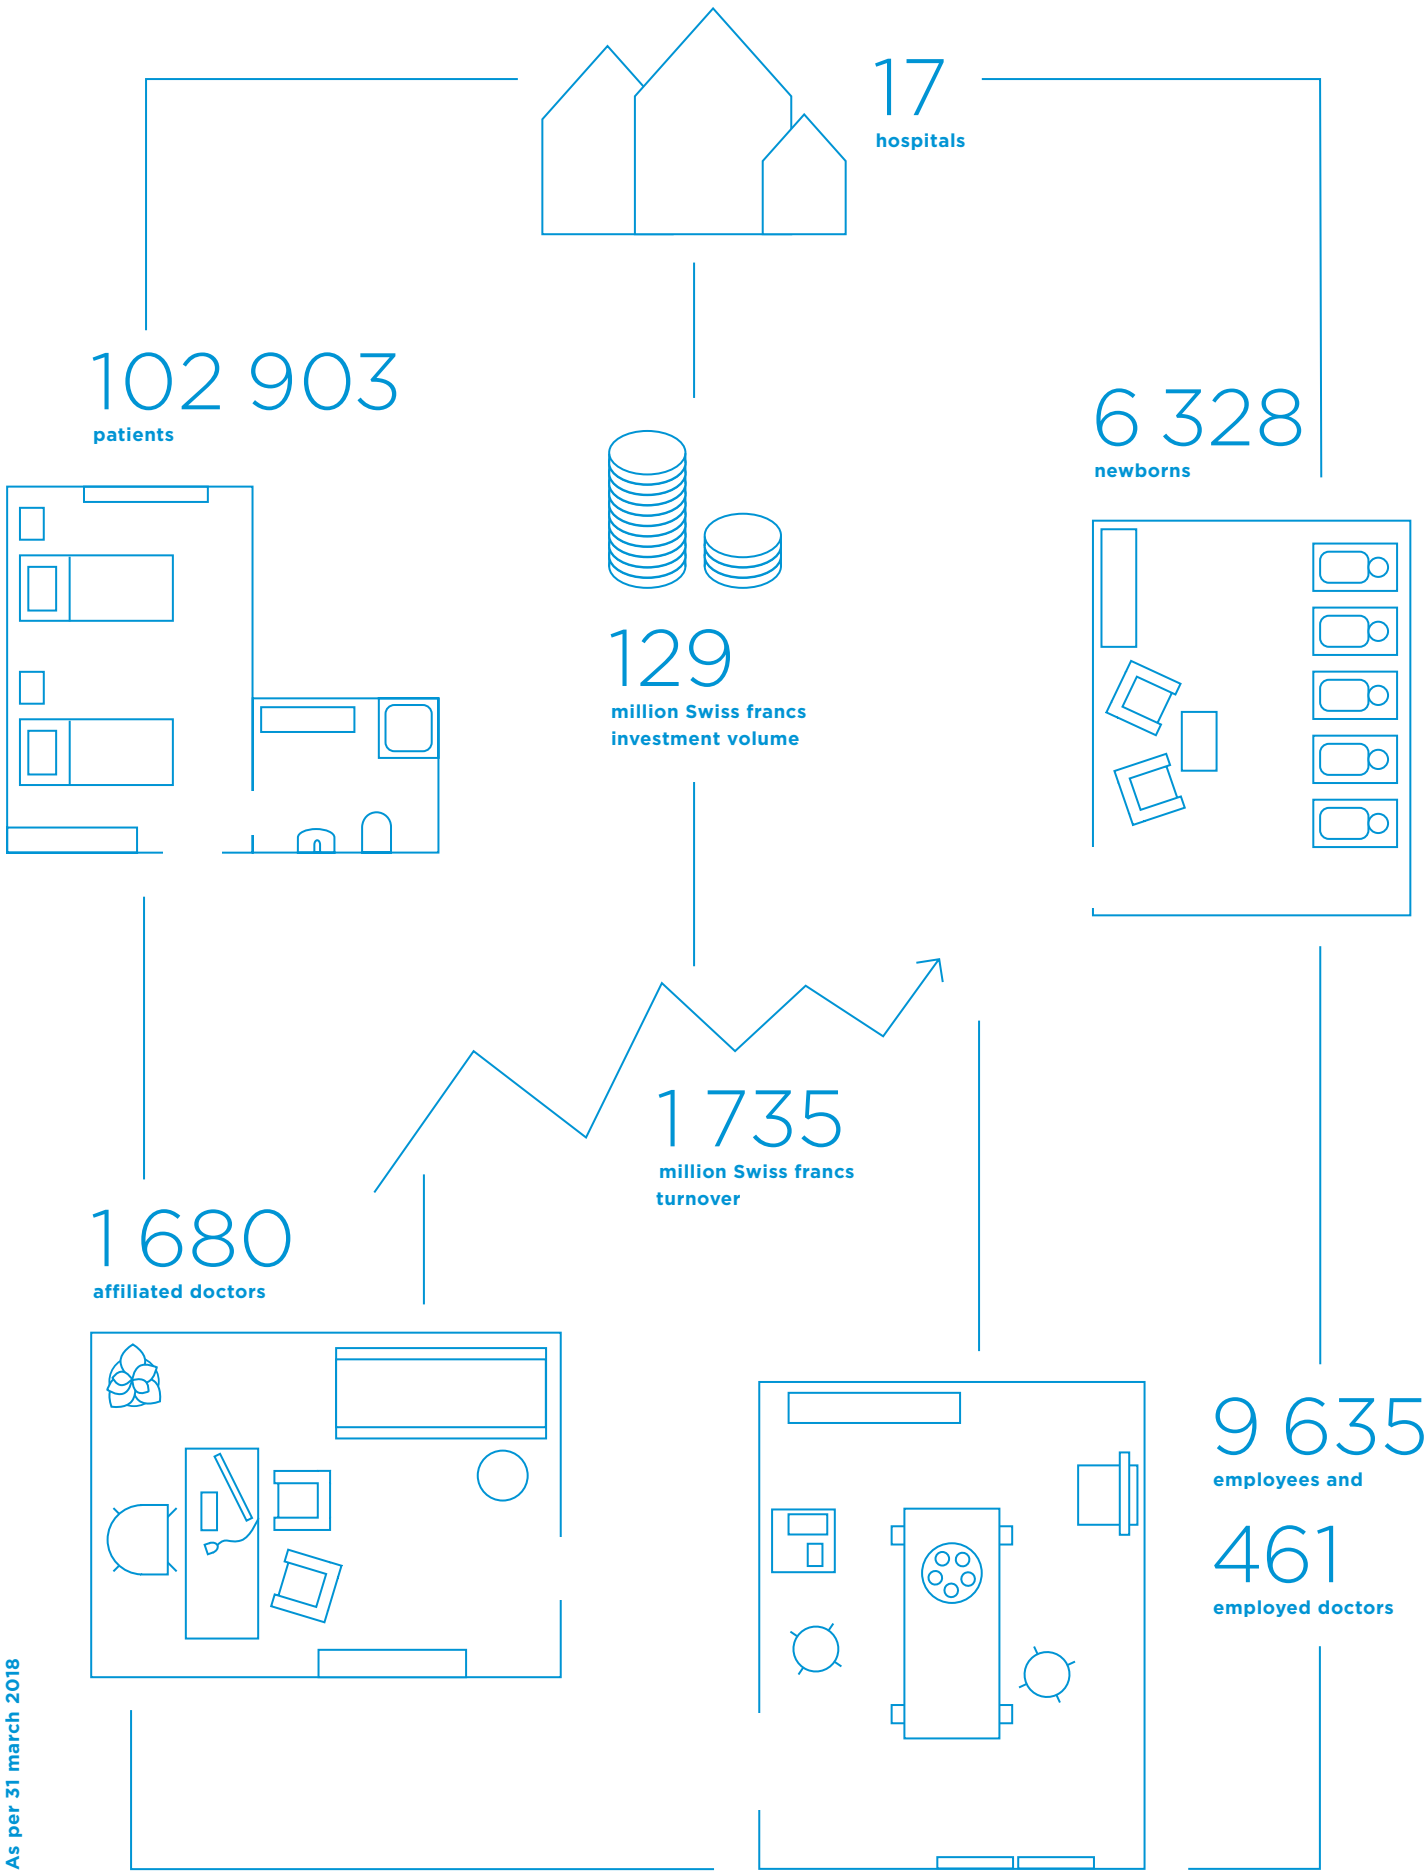 17
hospitals
102 903
patients
6 328
newborns
129
million Swiss francs
investment volume
1 735
million Swiss francs
turnover
1 680
affiliated doctors
9 635
employees and
461
employed doctors
As per 31 march 2018